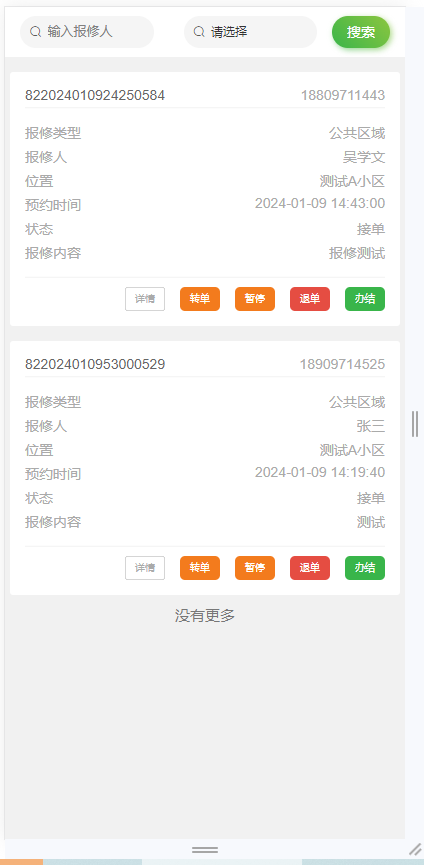 输入报修人 请选择 搜索
822024010924250584 18809711443
报修类型 公共区域
报修人 吴学文
位置 测试A小区
预约时间 2024-01-09 14:43:00
状态 接单
报修内容 报修测试
详情 转单 暂停 退单 办结
822024010953000529 18909714525
报修类型 公共区域
报修人 张三
位置 测试A小区
预约时间 2024-01-09 14:19:40
状态 接单
报修内容 测试
详情 转单 暂停 退单 办结
没有更多